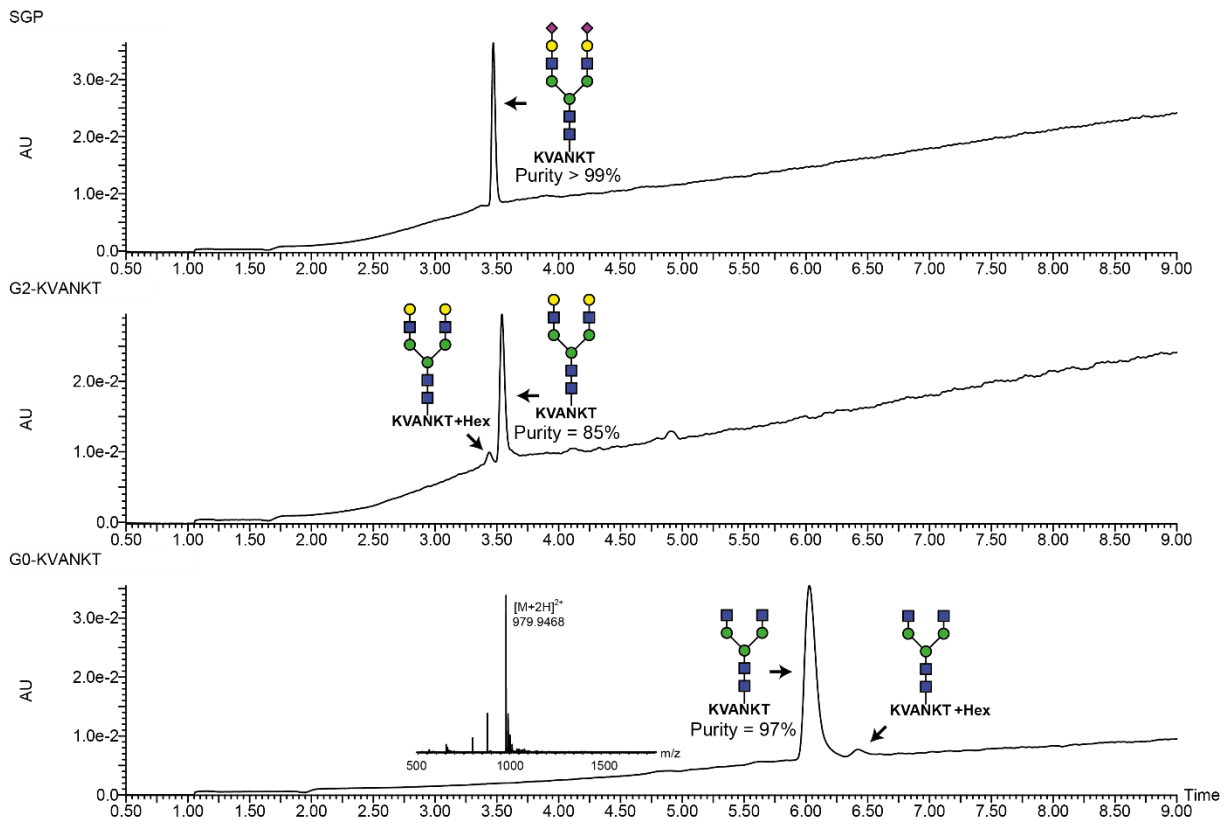 SGP
3.0e-2
2.0e-2
1.0e-2
0.0
AU
KVANKT
Purity > 99%
0.50 1.00 1.50 2.00 2.50 3.00 3.50 4.00 4.50 5.00 5.50 6.00 6.50 7.00 7.50 8.00 8.50 9.00
G2-KVANKT
2.0e-2
1.0e-2
0.0
AU
KVANKT+Hex
KVANKT
Purity = 85%
0.50 1.00 1.50 2.00 2.50 3.00 3.50 4.00 4.50 5.00 5.50 6.00 6.50 7.00 7.50 8.00 8.50 9.00
G0-KVANKT
3.0e-2
2.0e-2
1.0e-2
0.0
AU
[M+2H]2+
979.9468
500 1000 1500
m/z
KVANKT
Purity = 97%
KVANKT +Hex
Time
0.50 1.00 1.50 2.00 2.50 3.00 3.50 4.00 4.50 5.00 5.50 6.00 6.50 7.00 7.50 8.00 8.50 9.00